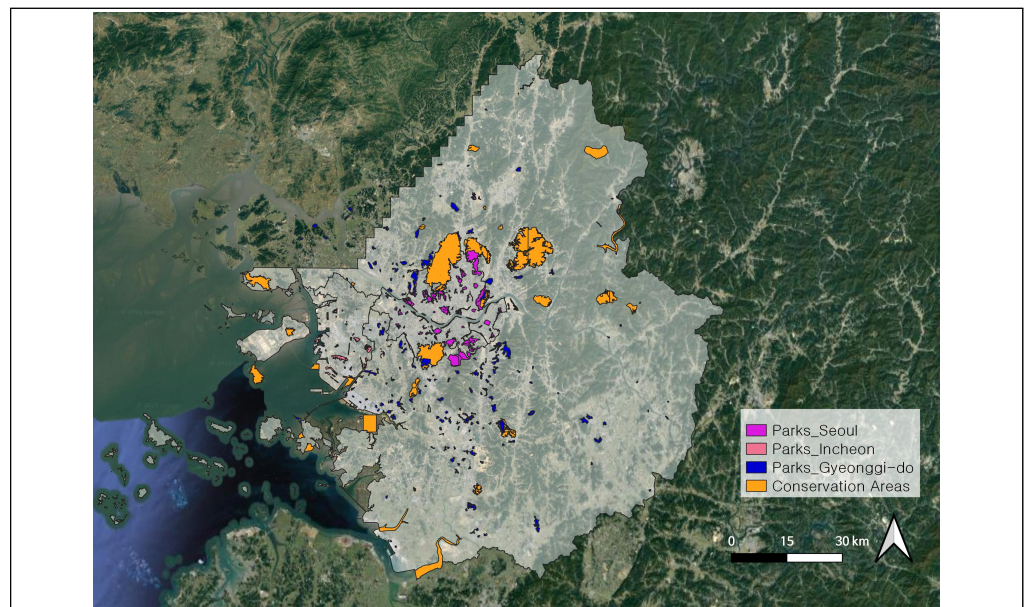 Parks_Seoul
Parks_Incheon
Parks_Gyeonggi-do
Conservation Areas
0 15 30 km